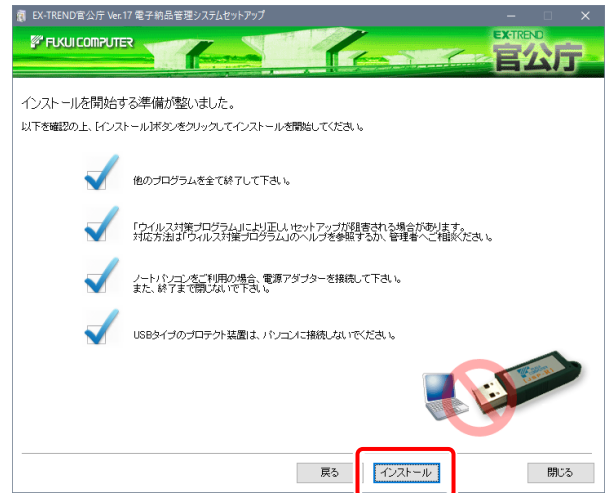 EX-TREND官公庁 Ver.17 電子納品管理システムセットアップ
FUKUI COMPUTER
EX-TREND
官公庁
インストールを開始する準備が整いました。
以下を確認の上、[インストール]ボタンをクリックしてインストールを開始してください。
他のプログラムを全て終了して下さい。
「ウイルス対策プログラム」により正しいセットアップが阻害される場合があります。
対応方法は「ウィルス対策プログラム」のヘルプを参照するか、管理者へご相談ください。
ノートパソコンをご利用の場合、電源アダプターを接続して下さい。
また、終了まで閉じないで下さい。
USBタイプのプロテクト装置は、パソコンに接続しないでください。
戻る
インストール
閉じる